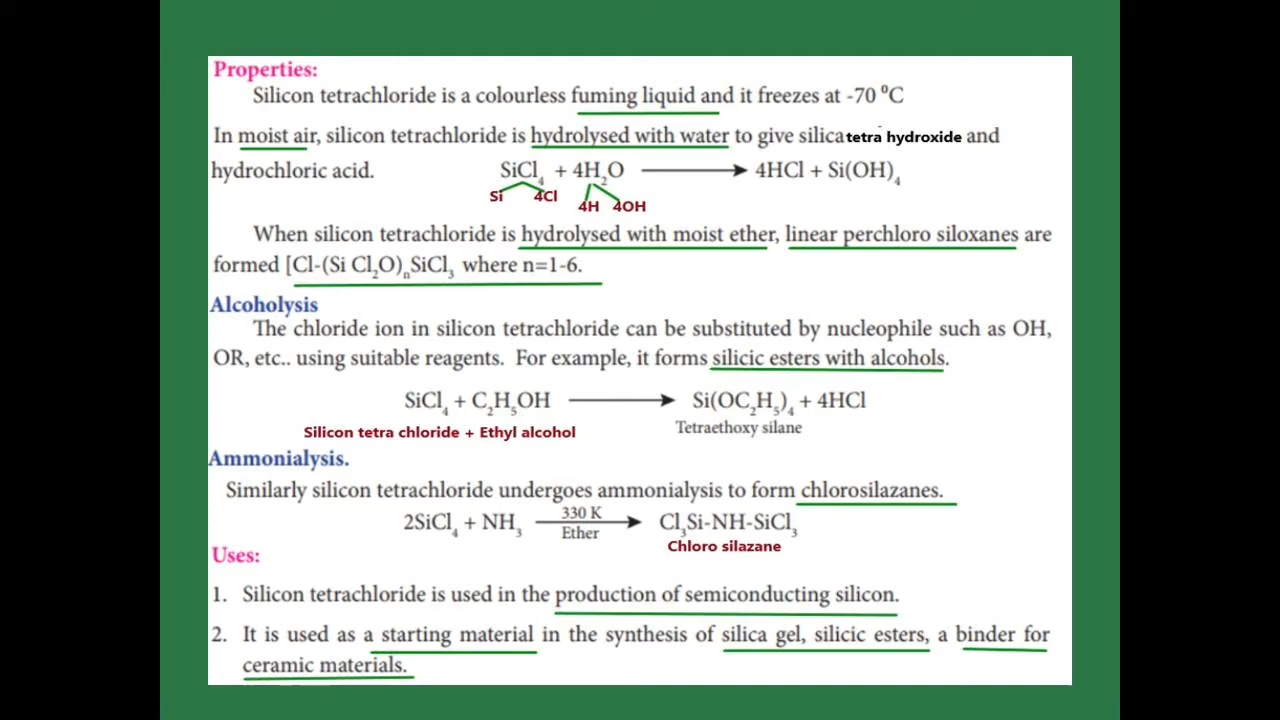 Properties:
Silicon tetrachloride is a colourless fuming liquid and it freezes at -70 ⁰C
In moist air, silicon tetrachloride is hydrolysed with water to give silica tetra hydroxide and
hydrochloric acid.
SiCl₄ + 4H₂O ⟶ 4HCl + Si(OH)₄
Si 4Cl 4H 4OH
When silicon tetrachloride is hydrolysed with moist ether, linear perchloro siloxanes are
formed [Cl-(Si Cl₂O)ₙSiCl₃ where n=1-6.
Alcoholysis
The chloride ion in silicon tetrachloride can be substituted by nucleophile such as OH,
OR, etc.. using suitable reagents. For example, it forms silicic esters with alcohols.
SiCl₄ + C₂H₅OH ⟶ Si(OC₂H₅)₄ + 4HCl
Silicon tetra chloride + Ethyl alcohol Tetraethoxy silane
Ammonialysis.
Similarly silicon tetrachloride undergoes ammonialysis to form chlorosilazanes.
330 K
2SiCl₄ + NH₃ ⟶ Cl₃Si-NH-SiCl₃
Ether
Chloro silazane
Uses:
1. Silicon tetrachloride is used in the production of semiconducting silicon.
2. It is used as a starting material in the synthesis of silica gel, silicic esters, a binder for
ceramic materials.